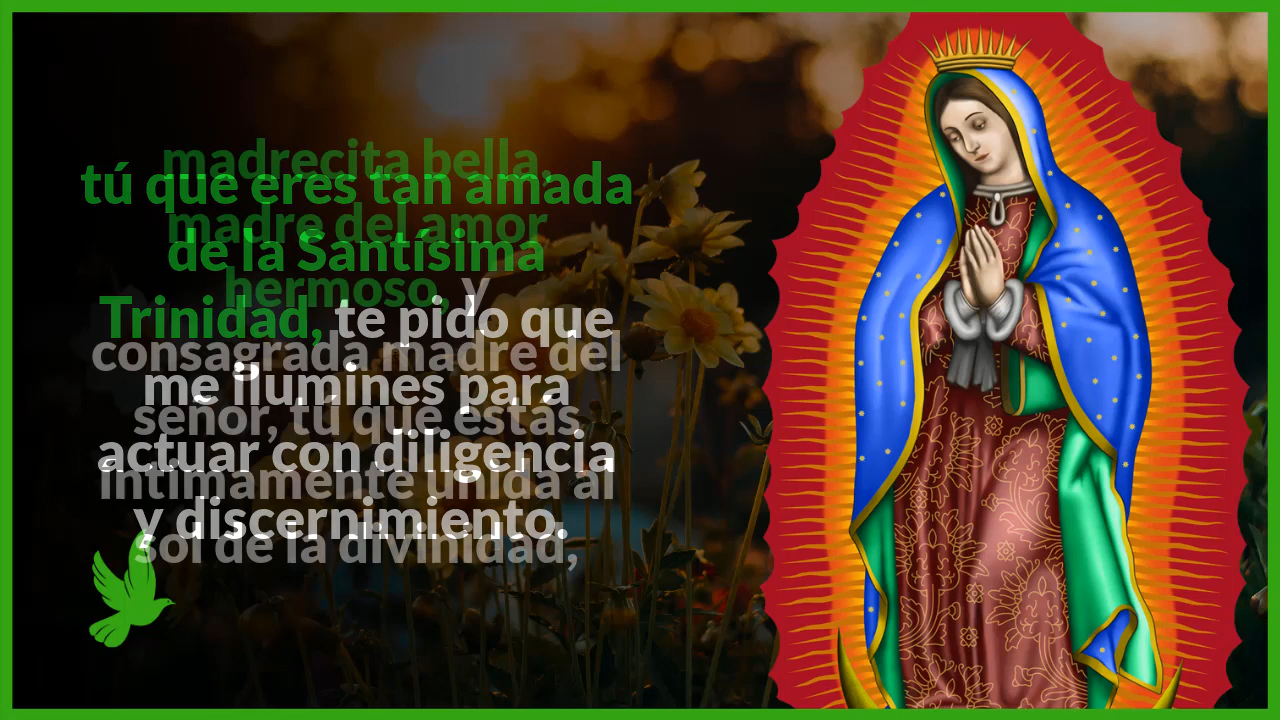 madrecita bella,
madre del amor
hermoso, y
consagrada madre del
señor, tú que estás
íntimamente unida al
sol de la divinidad,
tú que eres tan amada
de la Santísima
Trinidad, te pido que
me ilumines para
actuar con diligencia
y discernimiento.